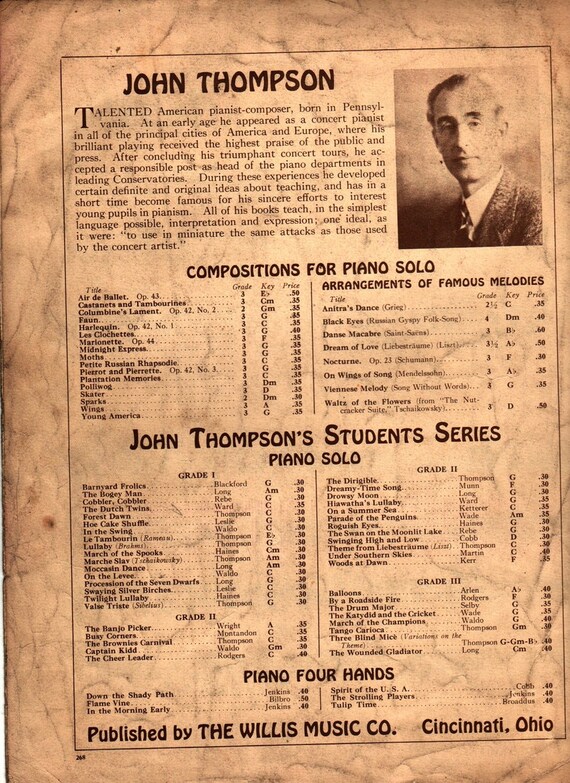 JOHN THOMPSON
TALENTED American pianist-composer, born in Pennsyl-
vania. At an early age he appeared as a concert pianist
in all of the principal cities of America and Europe, where his
brilliant playing received the highest praise of the public and
press. After concluding his triumphant concert tours, he ac-
cepted a responsible post as head of the piano departments in
leading Conservatories. During these experiences he developed
certain definite and original ideas about teaching, and has in a
short time become famous for his sincere efforts to interest
young pupils in pianism. All of his books teach, in the simplest
language possible, interpretation and expression; one ideal, as
it were: "to use in miniature the same attacks as those used
by the concert artist."
COMPOSITIONS FOR PIANO SOLO
Title Grade Key Price
Air de Ballet. Op. 43 3 E♭ .50
Castanets and Tambourines 3 Cm .35
Columbine's Lament. Op. 42, No. 2 2 Gm .35
Faun 3 G .65
Harlequin. Op. 42, No. 1 3 C .35
Les Clochettes 3 G .40
Marionette. Op. 44 3 F .35
Midnight Express 3 G .35
Moths 3 G .35
Petite Russian Rhapsodie 3 C .35
Pierrot and Pierrette. Op. 42, No. 3 3 G .35
Plantation Memories 3 C .35
Polliwog 3 Dm .35
Skater 3 D .35
Sparks 2 Dm .30
Wings 3 A .35
Young America 3 G .35
ARRANGEMENTS OF FAMOUS MELODIES
Title Grade Key Price
Anitra's Dance (Grieg) 2½ C .35
Black Eyes (Russian Gyspy Folk-Song) 4 Dm .40
Danse Macabre (Saint-Saëns) 3 B♭ .60
Dream of Love (Liebesträume) (Liszt) 3½ A♭ .50
Nocturne. Op. 23 (Schumann) 3 F .30
On Wings of Song (Mendelssohn) 3 A♭ .35
Viennese Melody (Song Without Words) 3 G .35
Waltz of the Flowers (from "The Nut-
cracker Suite," Tschaikowsky) 3 D .50
JOHN THOMPSON'S STUDENTS SERIES
PIANO SOLO
GRADE I
Barnyard Frolics Blackford G .30
The Bogey Man Long Am .30
Cobbler, Cobbler Rebe G .30
The Dutch Twins Ward C .35
Forest Dawn Thompson C .30
Hoe Cake Shuffle Leslie G .30
In the Swing Waldo C .30
Le Tambourin (Rameau) Thompson E♭ .30
Lullaby (Brahms) Thompson G .30
March of the Spooks Haines Cm .30
Marche Slav (Tschaikowsky) Thompson Am .30
Moccasin Dance Long Am .30
On the Levee Waldo C .30
Procession of the Seven Dwarfs Long G .30
Swaying Silver Birches Leslie C .30
Twilight Lullaby Haines C .30
Valse Triste (Sibelius) Thompson G .30
GRADE II
The Banjo Picker Wright A .35
Busy Corners Montandon C .35
The Brownies Carnival Thompson C .35
Captain Kidd Waldo Gm .30
The Cheer Leader Rodgers C .40
GRADE II
The Dirigible Thompson G .30
Dreamy-Time Song Munn F .30
Drowsy Moon Long G .30
Hiawatha's Lullaby Ward G .35
On a Summer Sea Ketterer C .35
Parade of the Penguins Wade Am .35
Roguish Eyes Haines G .30
The Swan on the Moonlit Lake Rebe G .30
Swinging High and Low Cobb D .30
Theme from Liebesträume (Liszt) Thompson C .30
Under Southern Skies Martin C .40
Woods at Dawn Kerr F .35
GRADE III
Balloons Arlen A♭ .40
By a Roadside Fire Rodgers F .30
The Drum Major Selby G .35
The Katydid and the Cricket Wade C .35
March of the Champions Waldo G .40
Tango Carioca Thompson Gm .30
Three Blind Mice (Variations on the
Theme) Thompson G-Gm-B♭ .40
The Wounded Gladiator Long Cm .40
PIANO FOUR HANDS
Down the Shady Path Jenkins .40
Flame Vine Bilbro .50
In the Morning Early Jenkins .40
Spirit of the U. S. A. Cobb .40
The Strolling Players Jenkins .40
Tulip Time Broaddus .40
Published by THE WILLIS MUSIC CO. Cincinnati, Ohio
268